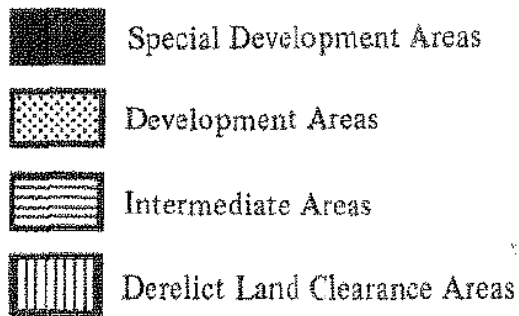 Special Development Areas
Development Areas
Intermediate Areas
Derelict Land Clearance Areas